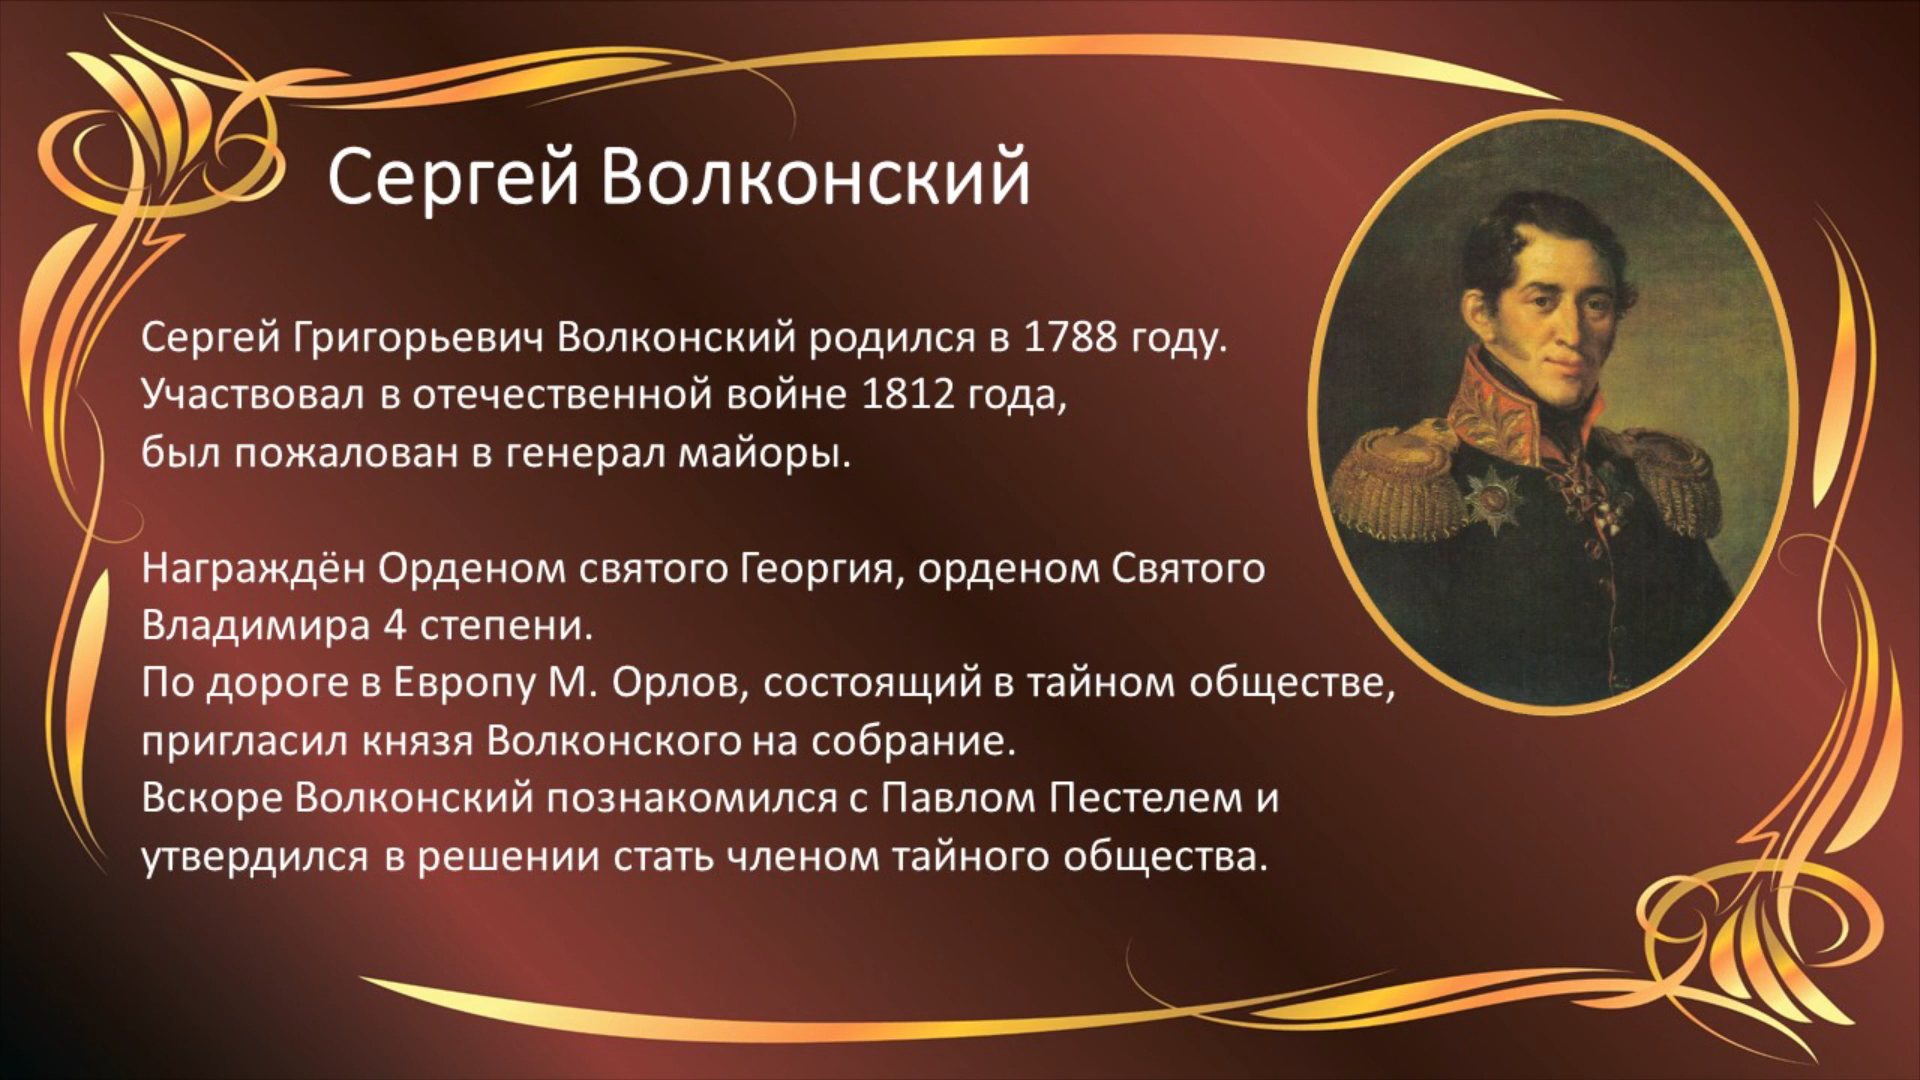 Сергей Волконский
Сергей Григорьевич Волконский родился в 1788 году.
Участвовал в отечественной войне 1812 года,
был пожалован в генерал майоры.
Награждён Орденом святого Георгия, орденом Святого
Владимира 4 степени.
По дороге в Европу М. Орлов, состоящий в тайном обществе,
пригласил князя Волконского на собрание.
Вскоре Волконский познакомился с Павлом Пестелем и
утвердился в решении стать членом тайного общества.